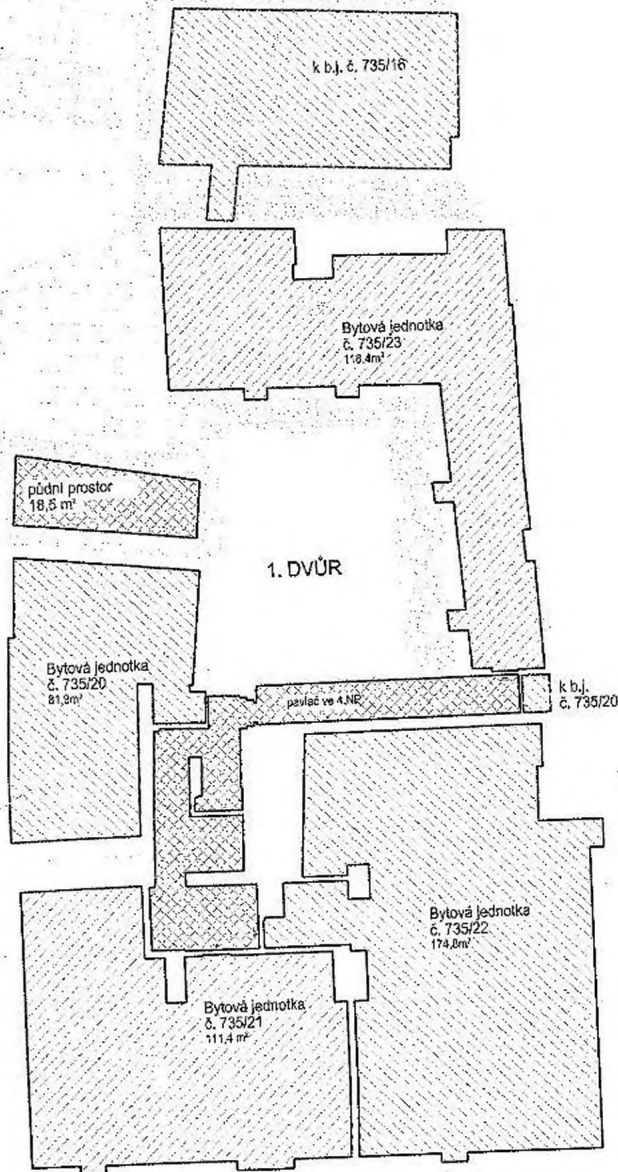 k b.j. č. 735/16
Bytová jednotka
č. 735/23
118,4m²
půdní prostor
18,5 m²
1. DVŮR
Bytová jednotka
č. 735/20
81,9m²
pavlač ve 4.NP
k b.j.
č. 735/20
Bytová jednotka
č. 735/22
174,8m²
Bytová jednotka
č. 735/21
111,4 m²